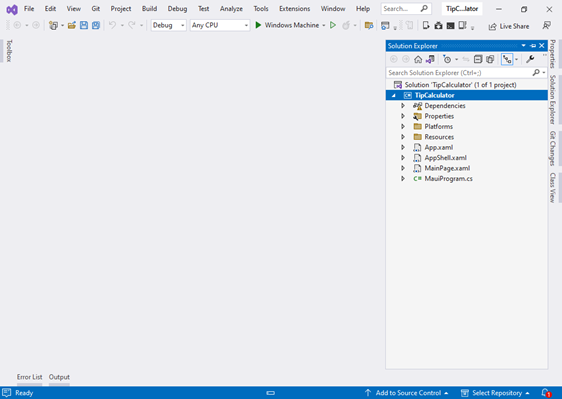 File Edit View Git Project Build Debug Test Analyze Tools Extensions Window Help Search... TipC...lator
Debug Any CPU Windows Machine Live Share
Toolbox
Solution Explorer
Search Solution Explorer (Ctrl+;)
Solution 'TipCalculator' (1 of 1 project)
TipCalculator
Dependencies
Properties
Platforms
Resources
App.xaml
AppShell.xaml
MainPage.xaml
C# MauiProgram.cs
Properties
Solution Explorer
Git Changes
Class View
Error List Output
Ready Add to Source Control Select Repository 1